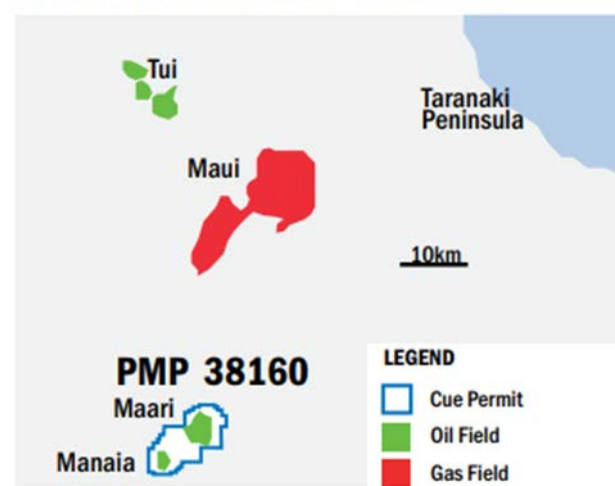 Tui
Taranaki
Peninsula
Maui
10km
PMP 38160
Maari
Manaia
LEGEND
Cue Permit
Oil Field
Gas Field